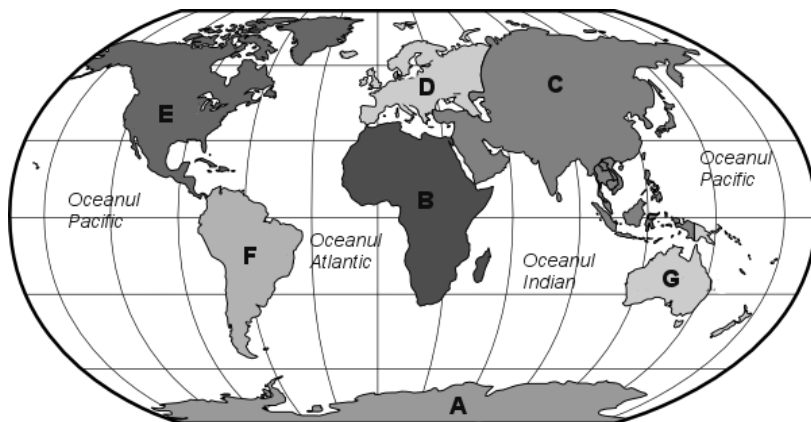 D
C
E
Oceanul
Pacific
Oceanul
Pacific
B
Oceanul
Atlantic
F
Oceanul
Indian
G
A